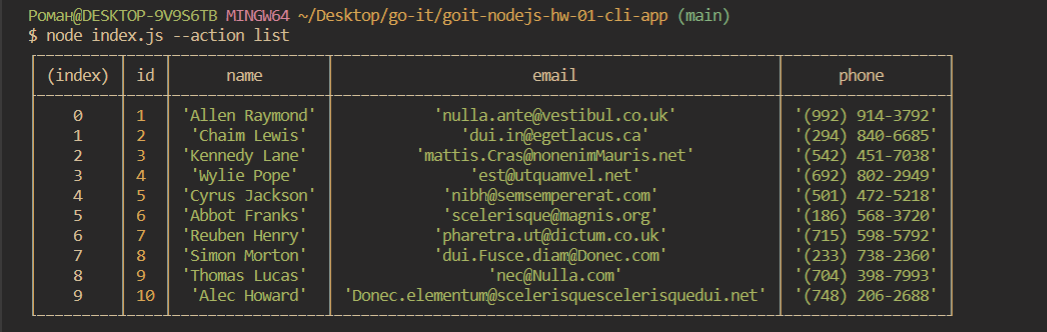 Роман@DESKTOP-9V9S6TB MINGW64 ~/Desktop/go-it/goit-nodejs-hw-01-cli-app (main)
$ node index.js --action list
(index) id name email phone
0 1 'Allen Raymond' 'nulla.ante@vestibul.co.uk' '(992) 914-3792'
1 2 'Chaim Lewis' 'dui.in@egetlacus.ca' '(294) 840-6685'
2 3 'Kennedy Lane' 'mattis.Cras@nonenimMauris.net' '(542) 451-7038'
3 4 'Wylie Pope' 'est@utquamvel.net' '(692) 802-2949'
4 5 'Cyrus Jackson' 'nibh@semsempererat.com' '(501) 472-5218'
5 6 'Abbot Franks' 'scelerisque@magnis.org' '(186) 568-3720'
6 7 'Reuben Henry' 'pharetra.ut@dictum.co.uk' '(715) 598-5792'
7 8 'Simon Morton' 'dui.Fusce.diam@Donec.com' '(233) 738-2360'
8 9 'Thomas Lucas' 'nec@Nulla.com' '(704) 398-7993'
9 10 'Alec Howard' 'Donec.elementum@scelerisquescelerisquedui.net' '(748) 206-2688'